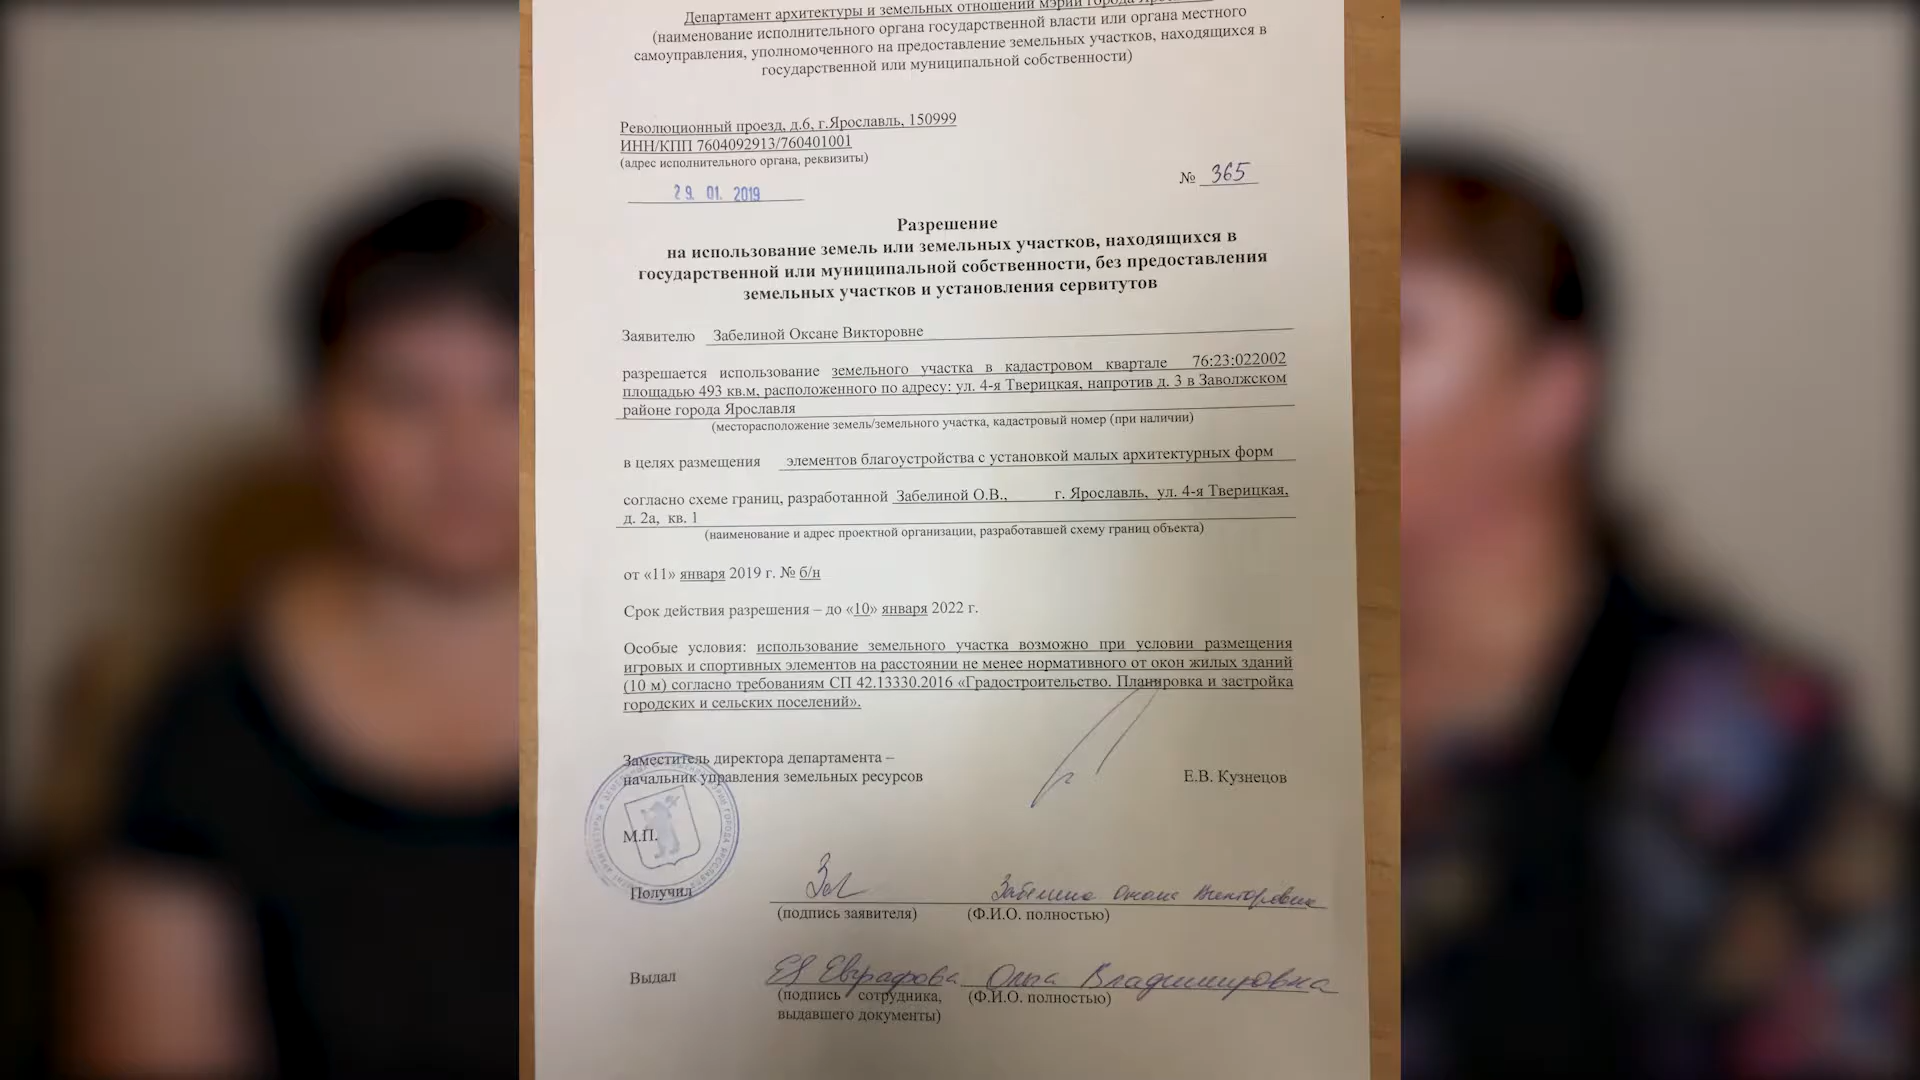 Департамент архитектуры и земельных отношений мэрии города
(наименование исполнительного органа государственной власти или органа местного
самоуправления, уполномоченного на предоставление земельных участков, находящихся в
государственной или муниципальной собственности)
Революционный проезд, д.6, г.Ярославль, 150999
ИНН/КПП 7604092913/760401001
(адрес исполнительного органа, реквизиты)
29. 01. 2019
№ 365
Разрешение
на использование земель или земельных участков, находящихся в
государственной или муниципальной собственности, без предоставления
земельных участков и установления сервитутов
Заявителю Забелиной Оксане Викторовне
разрешается использование земельного участка в кадастровом квартале 76:23:022002
площадью 493 кв.м, расположенного по адресу: ул. 4-я Тверицкая, напротив д. 3 в Заволжском
районе города Ярославля
(месторасположение земель/земельного участка, кадастровый номер (при наличии)
в целях размещения элементов благоустройства с установкой малых архитектурных форм
согласно схеме границ, разработанной Забелиной О.В., г. Ярославль, ул. 4-я Тверицкая,
д. 2а, кв. 1
(наименование и адрес проектной организации, разработавшей схему границ объекта)
от «11» января 2019 г. № б/н
Срок действия разрешения – до «10» января 2022 г.
Особые условия: использование земельного участка возможно при условии размещения
игровых и спортивных элементов на расстоянии не менее нормативного от окон жилых зданий
(10 м) согласно требованиям СП 42.13330.2016 «Градостроительство. Планировка и застройка
городских и сельских поселений».
Заместитель директора департамента –
начальник управления земельных ресурсов
Е.В. Кузнецов
М.П.
Получил Забелина Оксана Викторовна
(подпись заявителя) (Ф.И.О. полностью)
Выдал Евграфова Ольга Владимировна
(подпись сотрудника, (Ф.И.О. полностью)
выдавшего документы)